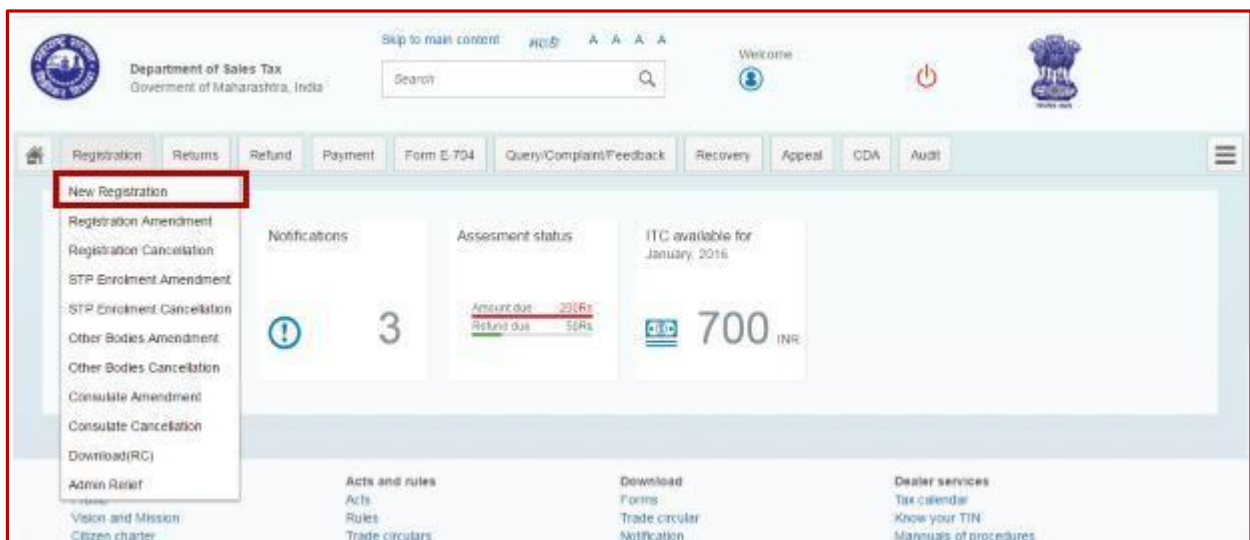 Skip to main content मराठी A A A A
Department of Sales Tax
Goverment of Maharashtra, India
Search
Welcome
Registration Returns Refund Payment Form E-704 Query/Complaint/Feedback Recovery Appeal CDA Audit
New Registration
Registration Amendment
Registration Cancellation
STP Enrolment Amendment
STP Enrolment Cancellation
Other Bodies Amendment
Other Bodies Cancellation
Consulate Amendment
Consulate Cancellation
Download(RC)
Admin Relief
Notifications
3
Assesment status
Amount due 200Rs
Refund due 50Rs
ITC available for
January, 2016
700 INR
Vision and Mission
Citizen charter
Acts and rules
Acts
Rules
Trade circulars
Download
Forms
Trade circular
Notification
Dealer services
Tax calendar
Know your TIN
Mannuals of procedures